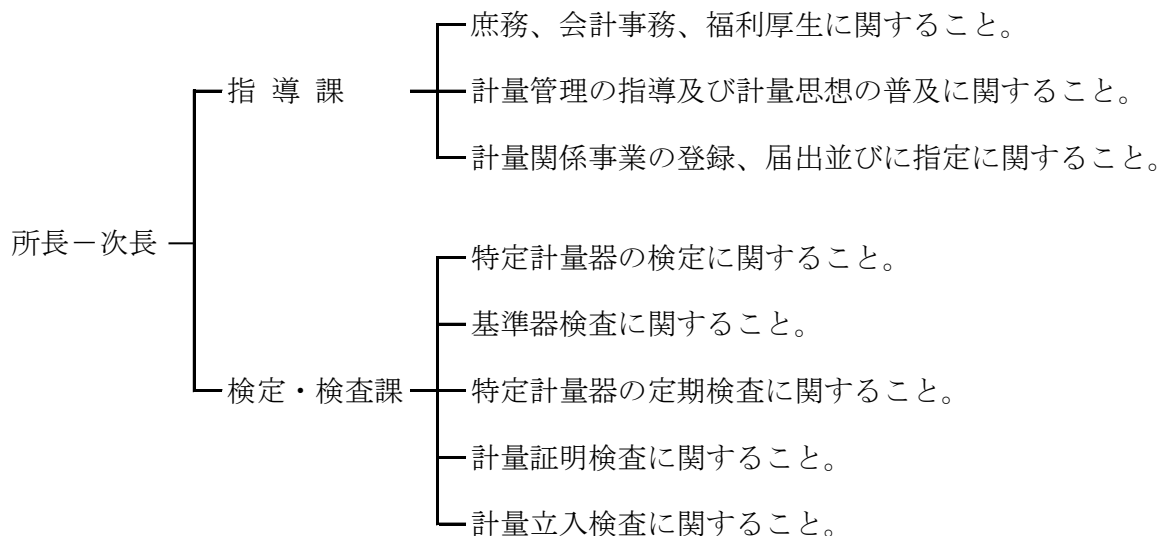 庶務、会計事務、福利厚生に関すること。
指 導 課
計量管理の指導及び計量思想の普及に関すること。
計量関係事業の登録、届出並びに指定に関すること。
所長－次長
特定計量器の検定に関すること。
基準器検査に関すること。
検定・検査課
特定計量器の定期検査に関すること。
計量証明検査に関すること。
計量立入検査に関すること。